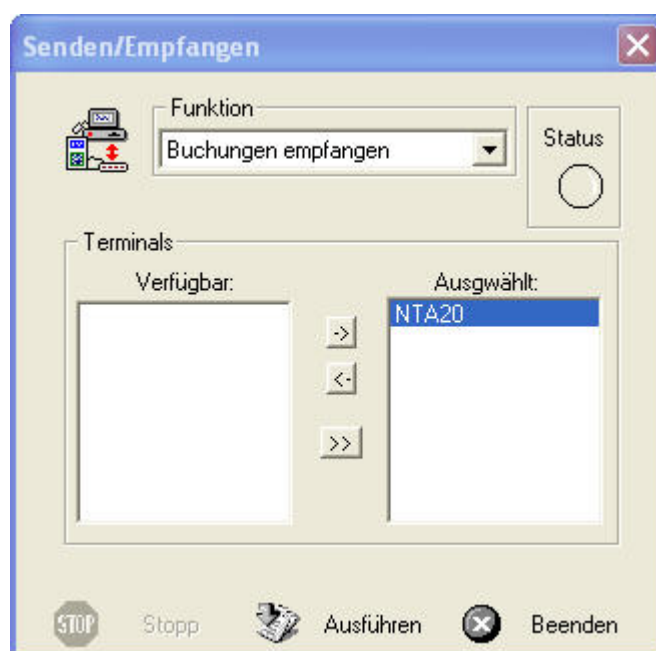 Senden/Empfangen
Funktion
Buchungen empfangen
Status
Terminals
Verfügbar:
Ausgwählt:
NTA20
->
<-
>>
STOP
Stopp
Ausführen
Beenden